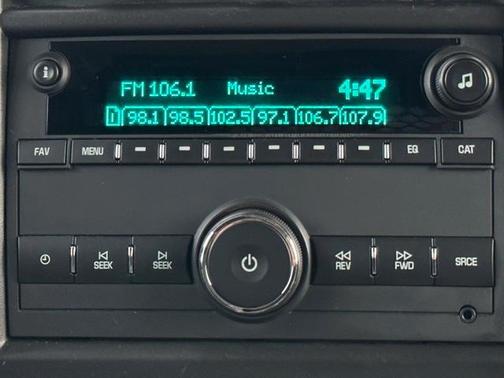 FM 106.1 Music 4:47
D 98.1 98.5 102.5 97.1 106.7 107.9
FAV MENU EQ CAT
SEEK SEEK REV FWD SRCE